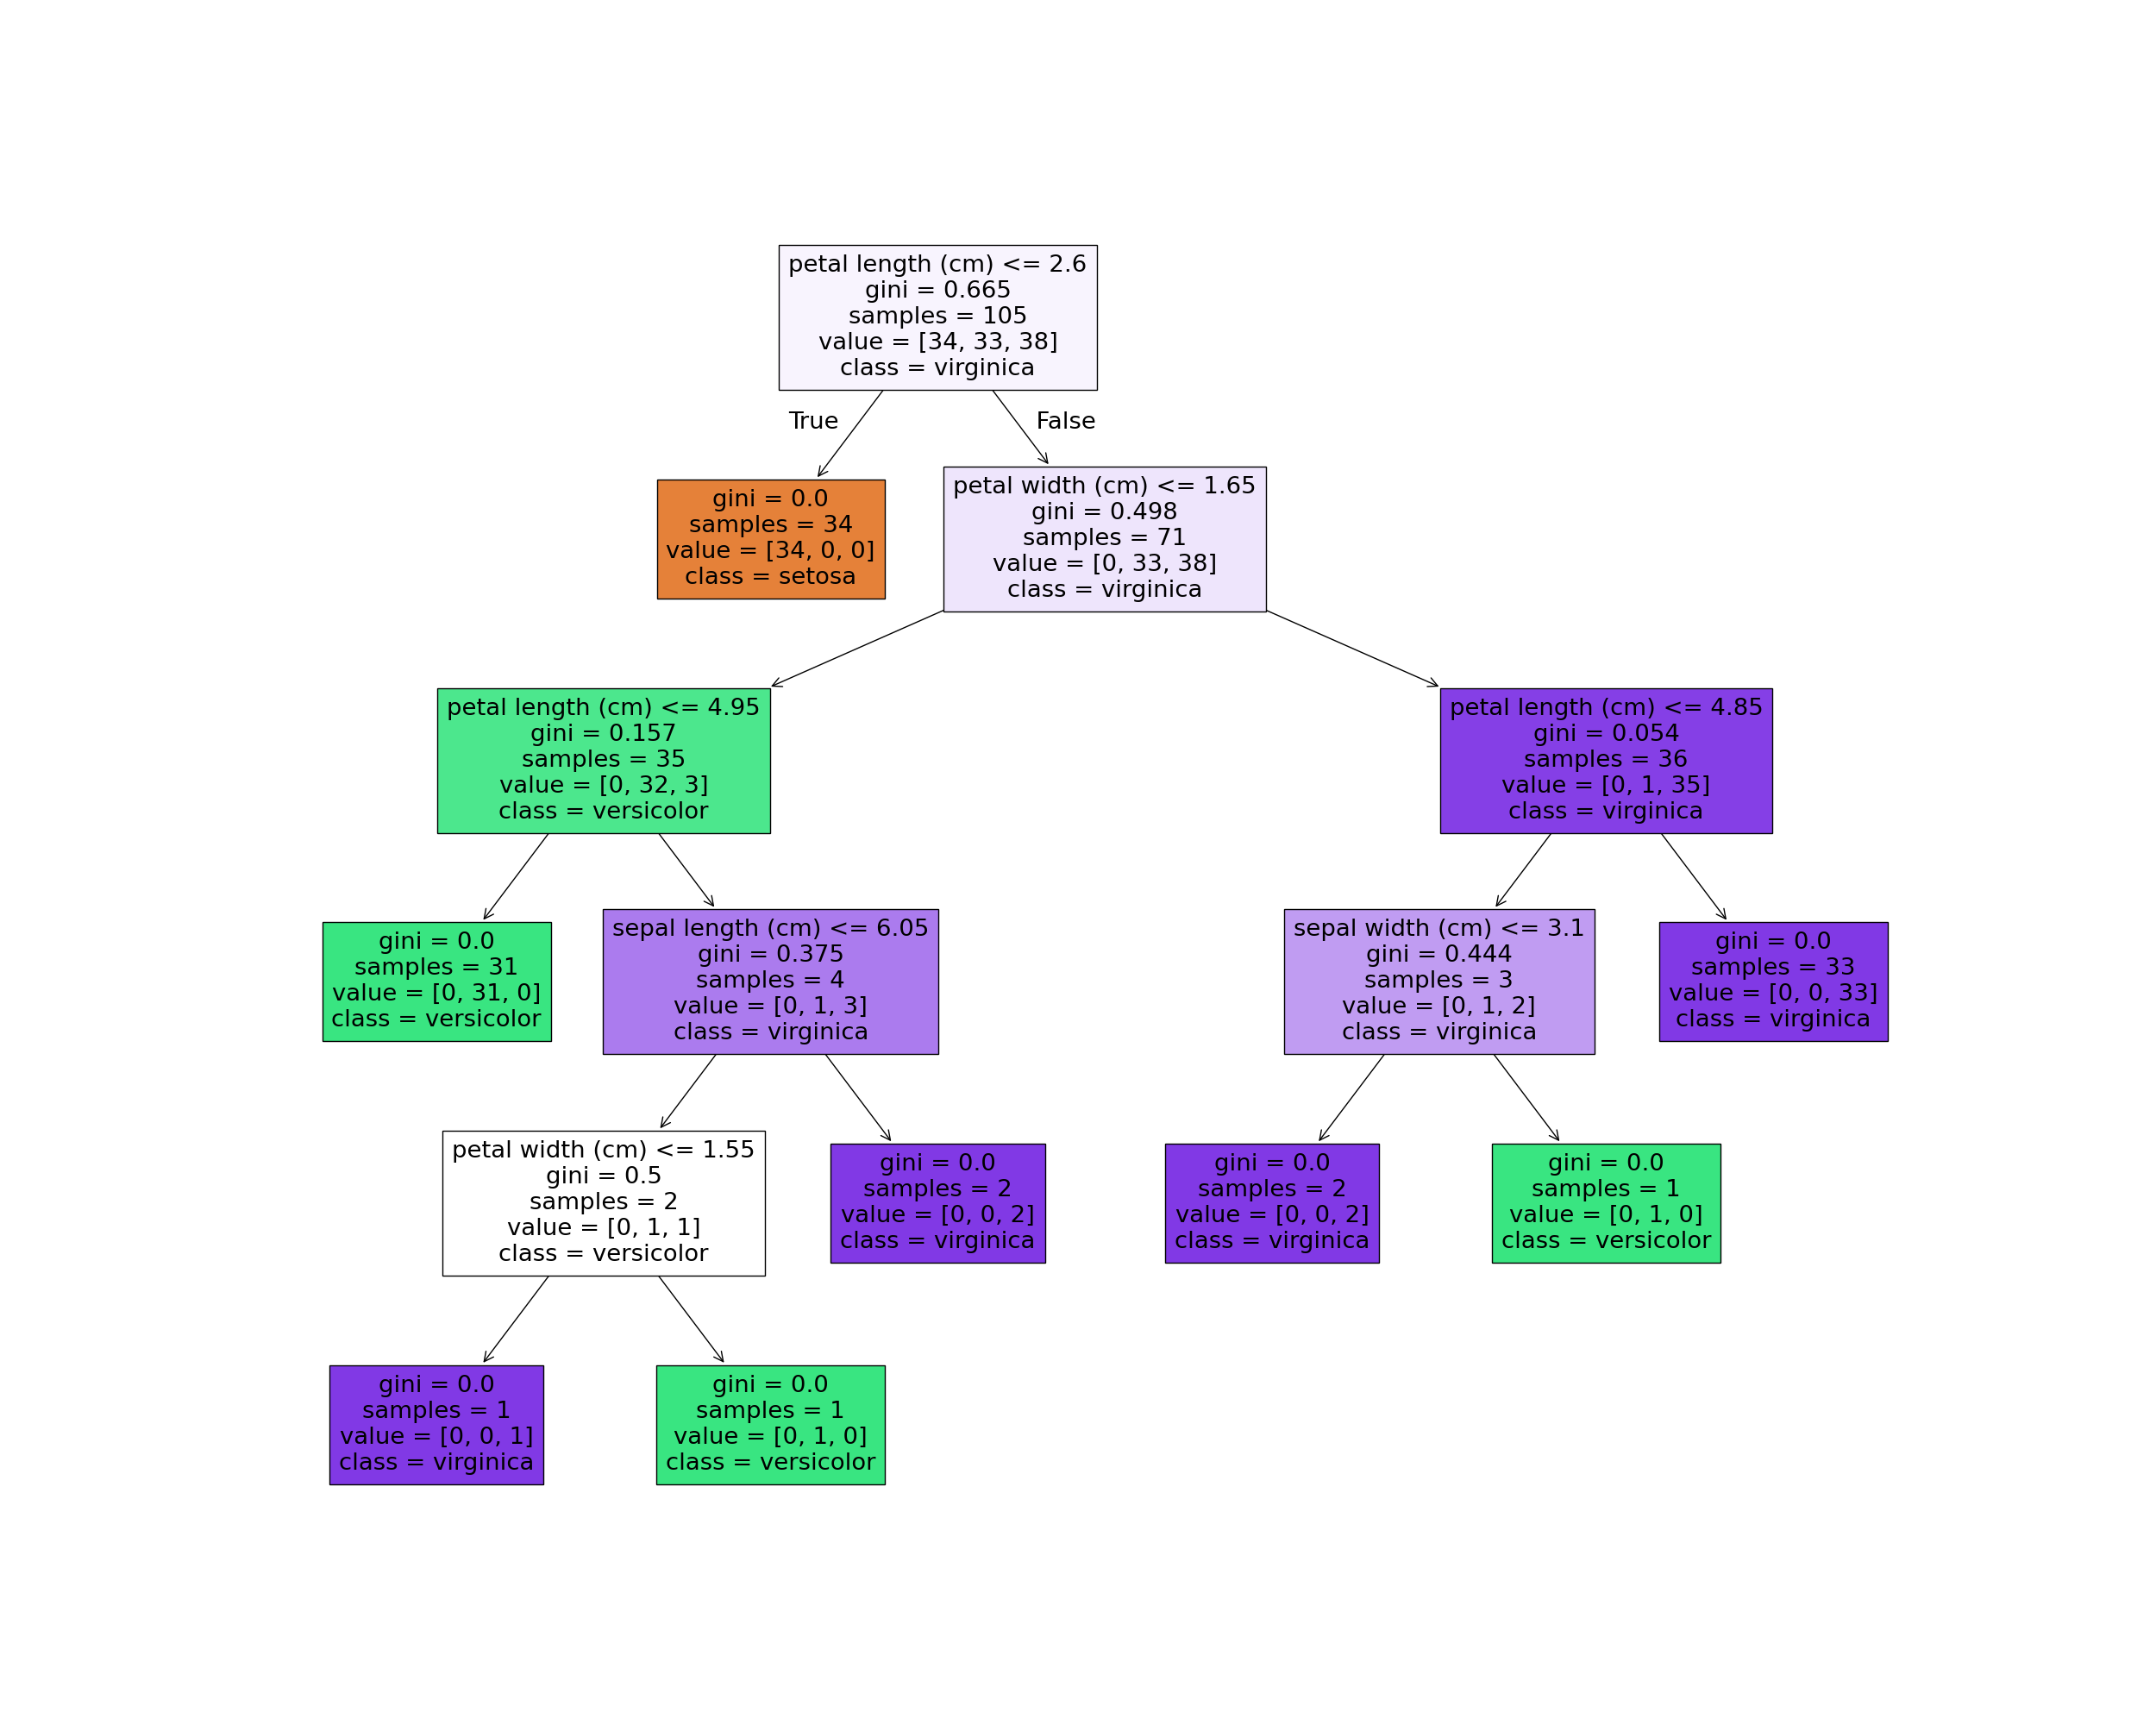 petal length (cm) <= 2.6
gini = 0.665
samples = 105
value = [34, 33, 38]
class = virginica
True
False
gini = 0.0
samples = 34
value = [34, 0, 0]
class = setosa
petal width (cm) <= 1.65
gini = 0.498
samples = 71
value = [0, 33, 38]
class = virginica
petal length (cm) <= 4.95
gini = 0.157
samples = 35
value = [0, 32, 3]
class = versicolor
petal length (cm) <= 4.85
gini = 0.054
samples = 36
value = [0, 1, 35]
class = virginica
gini = 0.0
samples = 31
value = [0, 31, 0]
class = versicolor
sepal length (cm) <= 6.05
gini = 0.375
samples = 4
value = [0, 1, 3]
class = virginica
sepal width (cm) <= 3.1
gini = 0.444
samples = 3
value = [0, 1, 2]
class = virginica
gini = 0.0
samples = 33
value = [0, 0, 33]
class = virginica
petal width (cm) <= 1.55
gini = 0.5
samples = 2
value = [0, 1, 1]
class = versicolor
gini = 0.0
samples = 2
value = [0, 0, 2]
class = virginica
gini = 0.0
samples = 2
value = [0, 0, 2]
class = virginica
gini = 0.0
samples = 1
value = [0, 1, 0]
class = versicolor
gini = 0.0
samples = 1
value = [0, 0, 1]
class = virginica
gini = 0.0
samples = 1
value = [0, 1, 0]
class = versicolor